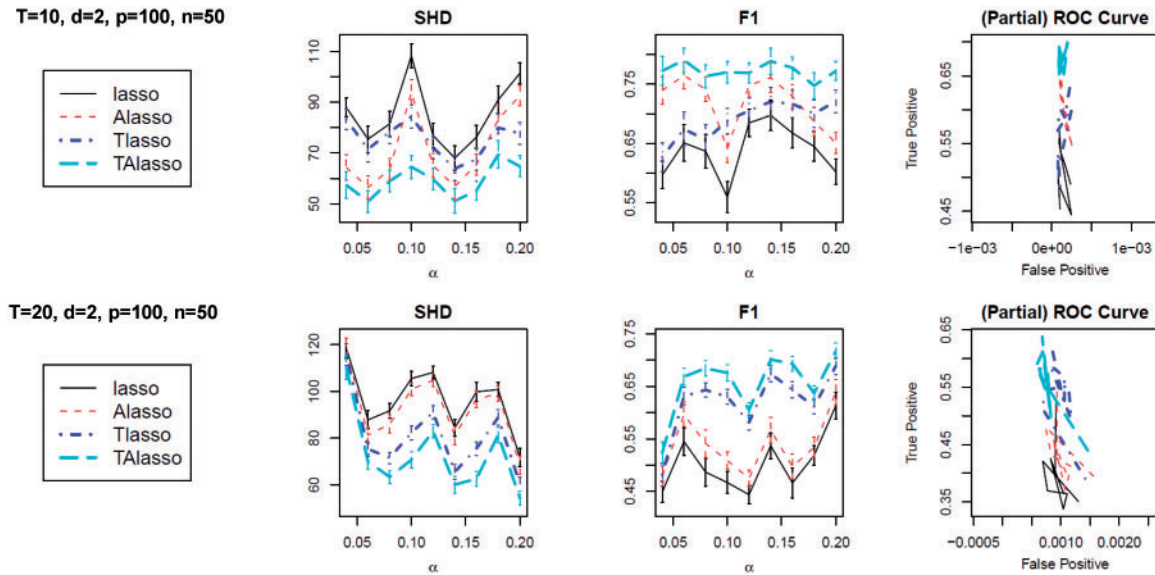 T=10, d=2, p=100, n=50
lasso
Alasso
Tlasso
TAlasso
SHD
110
90
70
50
0.05 0.10 0.15 0.20
α
F1
0.75
0.65
0.55
0.05 0.10 0.15 0.20
α
(Partial) ROC Curve
True Positive
0.65
0.55
0.45
−1e−03 0e+00 1e−03
False Positive
T=20, d=2, p=100, n=50
lasso
Alasso
Tlasso
TAlasso
SHD
120
100
80
60
0.05 0.10 0.15 0.20
α
F1
0.75
0.65
0.55
0.45
0.05 0.10 0.15 0.20
α
(Partial) ROC Curve
True Positive
0.65
0.55
0.45
0.35
−0.0005 0.0010 0.0020
False Positive